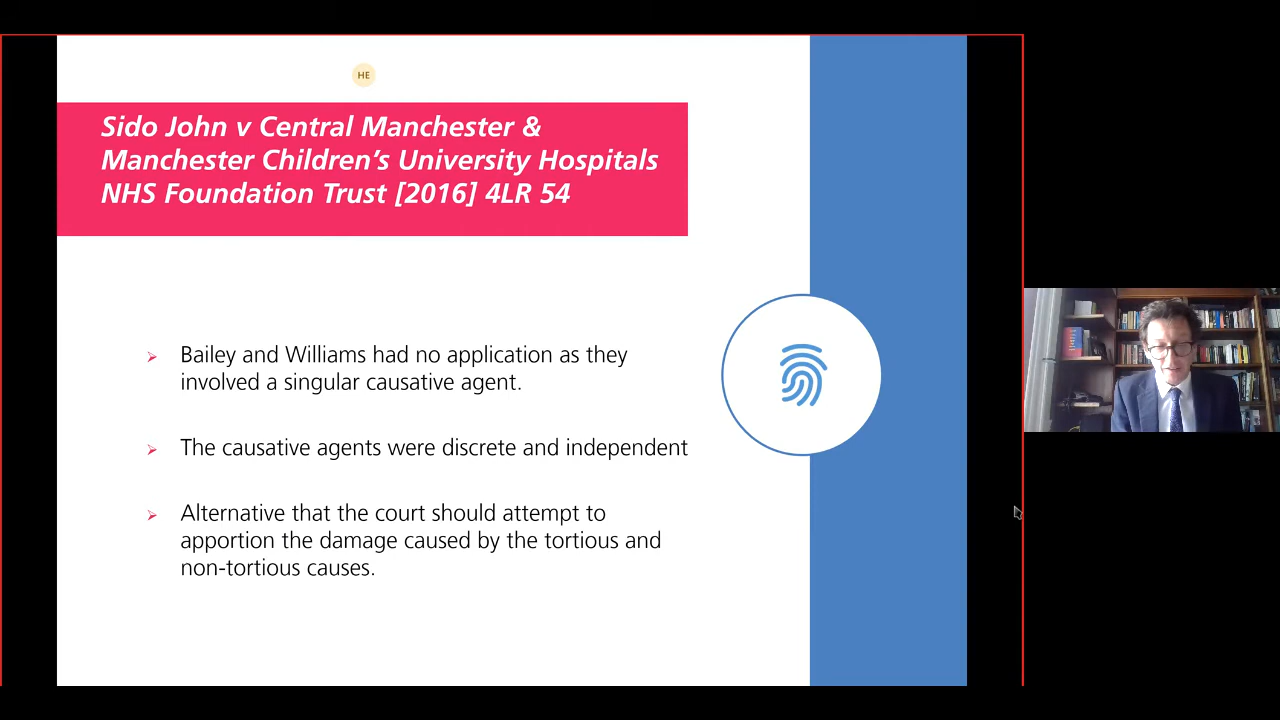 HE
Sido John v Central Manchester &
Manchester Children’s University Hospitals
NHS Foundation Trust [2016] 4LR 54
Bailey and Williams had no application as they
involved a singular causative agent.
The causative agents were discrete and independent
Alternative that the court should attempt to
apportion the damage caused by the tortious and
non-tortious causes.